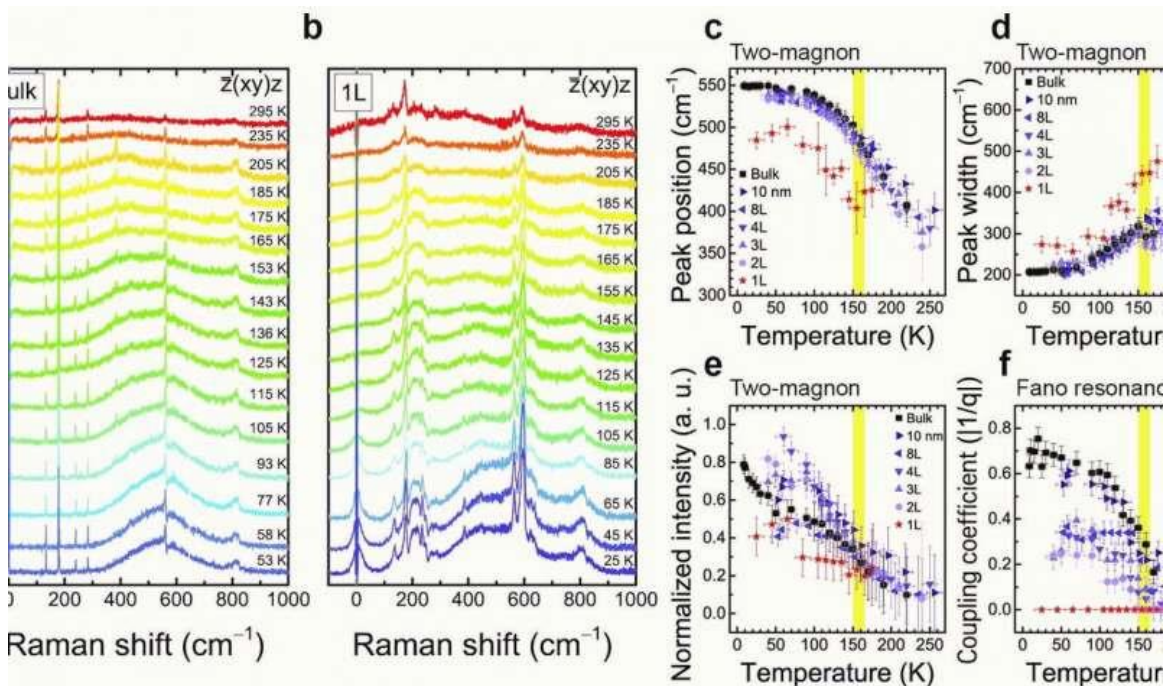 ulk
z̄(xy)z
295 K
235 K
205 K
185 K
175 K
165 K
153 K
143 K
136 K
125 K
115 K
105 K
93 K
77 K
58 K
53 K
0 200 400 600 800 1000
Raman shift (cm⁻¹)
b
1L
z̄(xy)z
295 K
235 K
205 K
185 K
175 K
165 K
155 K
145 K
135 K
125 K
115 K
105 K
85 K
65 K
45 K
25 K
0 200 400 600 800 1000
Raman shift (cm⁻¹)
c
Two-magnon
Peak position (cm⁻¹)
550
500
450
400
350
300
Bulk
10 nm
8L
4L
3L
2L
1L
0 50 100 150 200 250
Temperature (K)
d
Two-magnon
Peak width (cm⁻¹)
700
600
500
400
300
200
Bulk
10 nm
8L
4L
3L
2L
1L
0 50 100 150
Temperature
e
Two-magnon
Normalized intensity (a. u.)
1.0
0.8
0.6
0.4
0.2
0.0
Bulk
10 nm
8L
4L
3L
2L
1L
0 50 100 150 200 250
Temperature (K)
f
Fano resonanc
Coupling coefficient (|1/q|)
0.8
0.6
0.4
0.2
0.0
0 50 100 150
Temperature